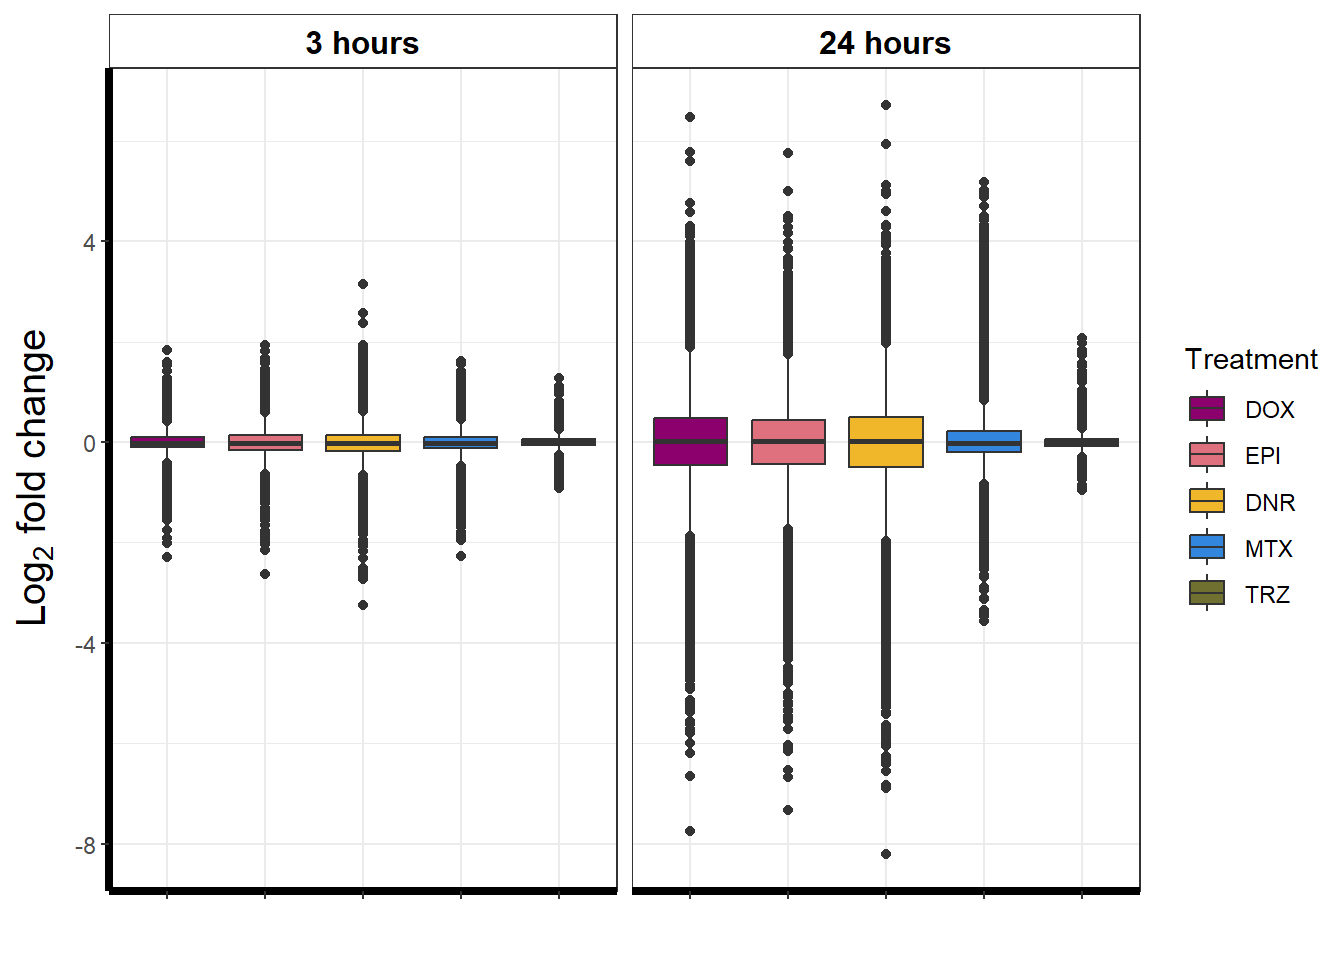 3 hours
24 hours
Log2 fold change
4
0
-4
-8
Treatment
DOX
EPI
DNR
MTX
TRZ